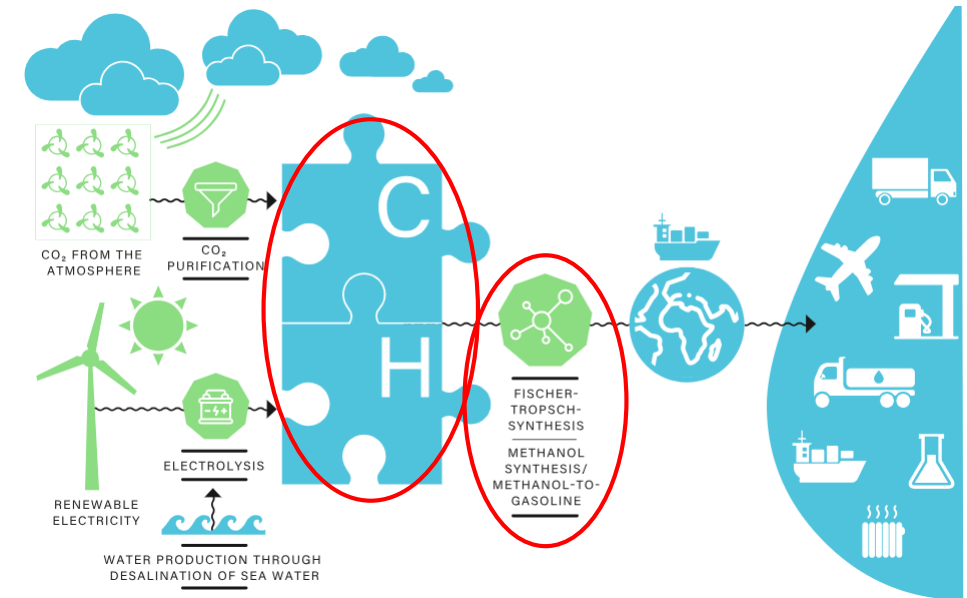 CO₂ FROM THE
ATMOSPHERE
CO₂
PURIFICATION
C
H
RENEWABLE
ELECTRICITY
ELECTROLYSIS
WATER PRODUCTION THROUGH
DESALINATION OF SEA WATER
FISCHER-
TROPSCH-
SYNTHESIS
METHANOL
SYNTHESIS/
METHANOL-TO-
GASOLINE